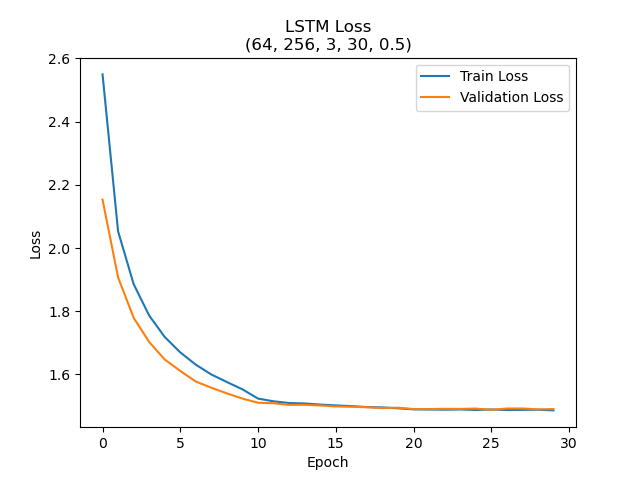 LSTM Loss
(64, 256, 3, 30, 0.5)
Train Loss
Validation Loss
2.6
2.4
2.2
2.0
1.8
1.6
Loss
0
5
10
15
20
25
30
Epoch